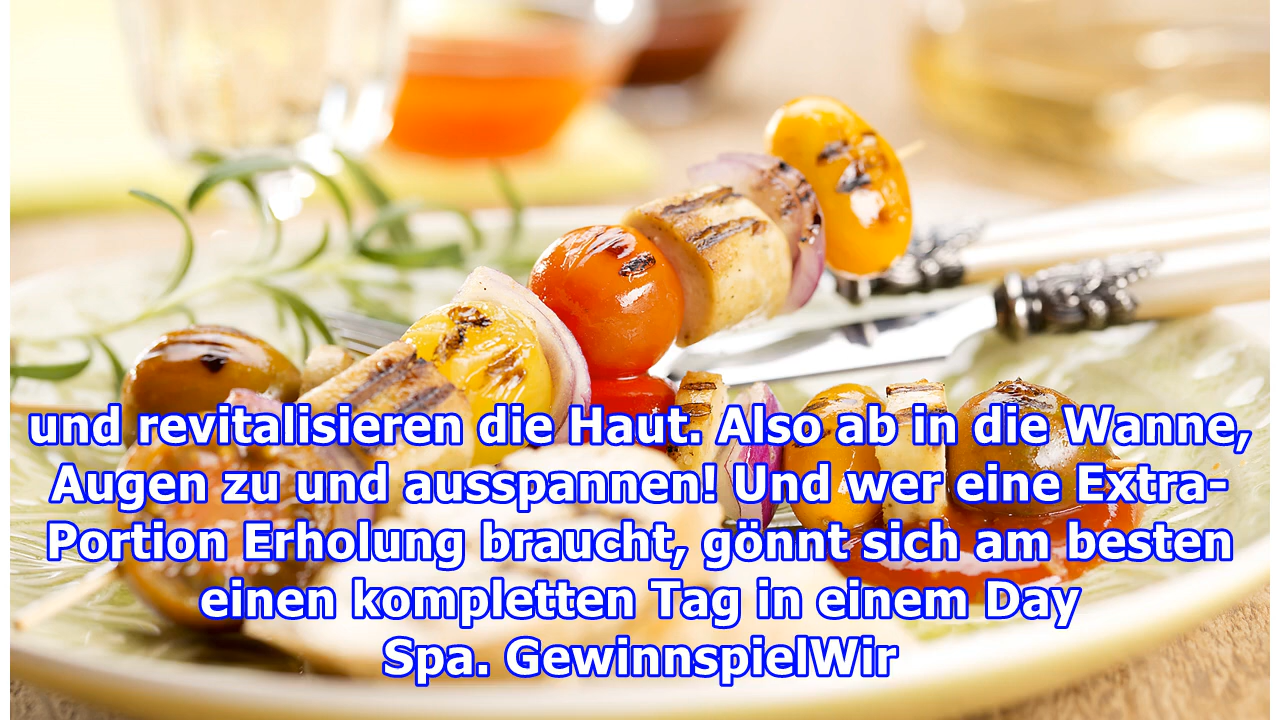 und revitalisieren die Haut. Also ab in die Wanne,
Augen zu und ausspannen! Und wer eine Extra-
Portion Erholung braucht, gönnt sich am besten
einen kompletten Tag in einem Day
Spa. GewinnspielWir